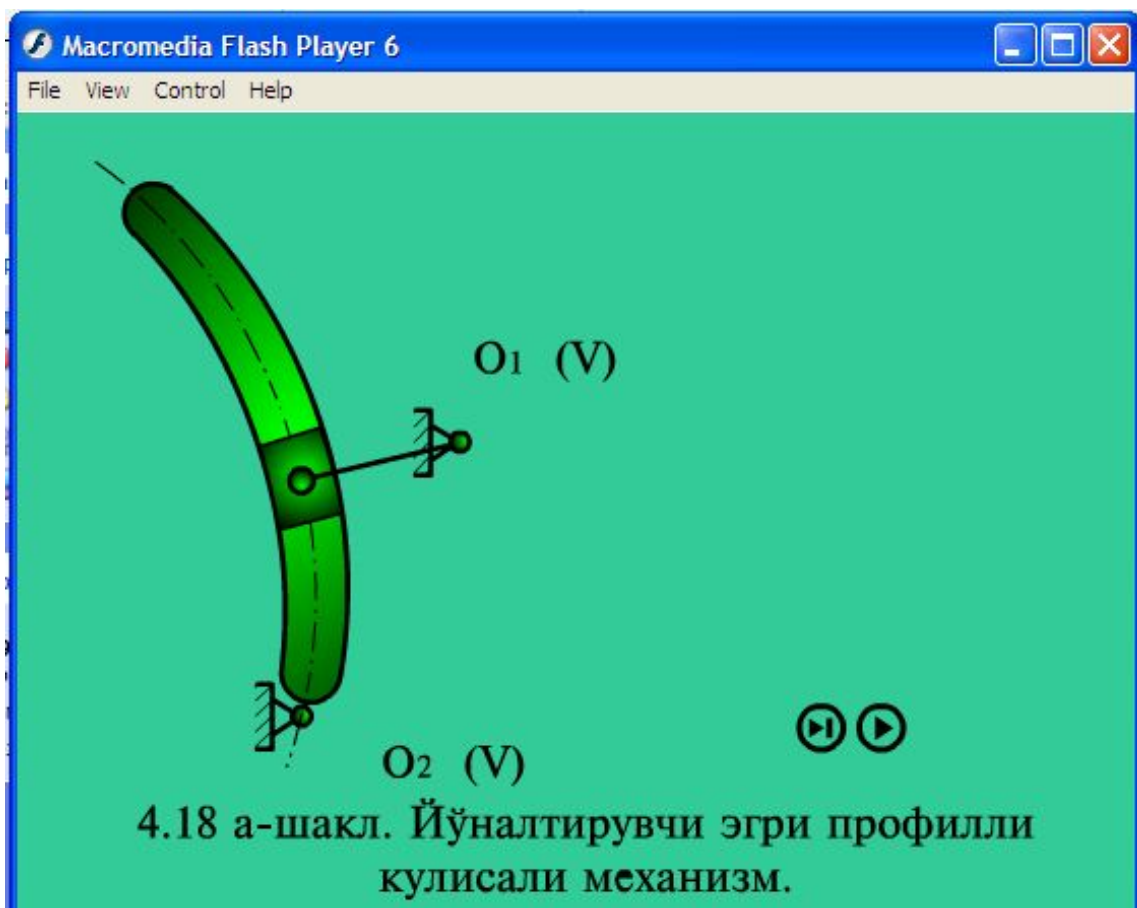 Macromedia Flash Player 6
File View Control Help
O1 (V)
O2 (V)
4.18 а-шакл. Йўналтирувчи эгри профилли
кулисали механизм.